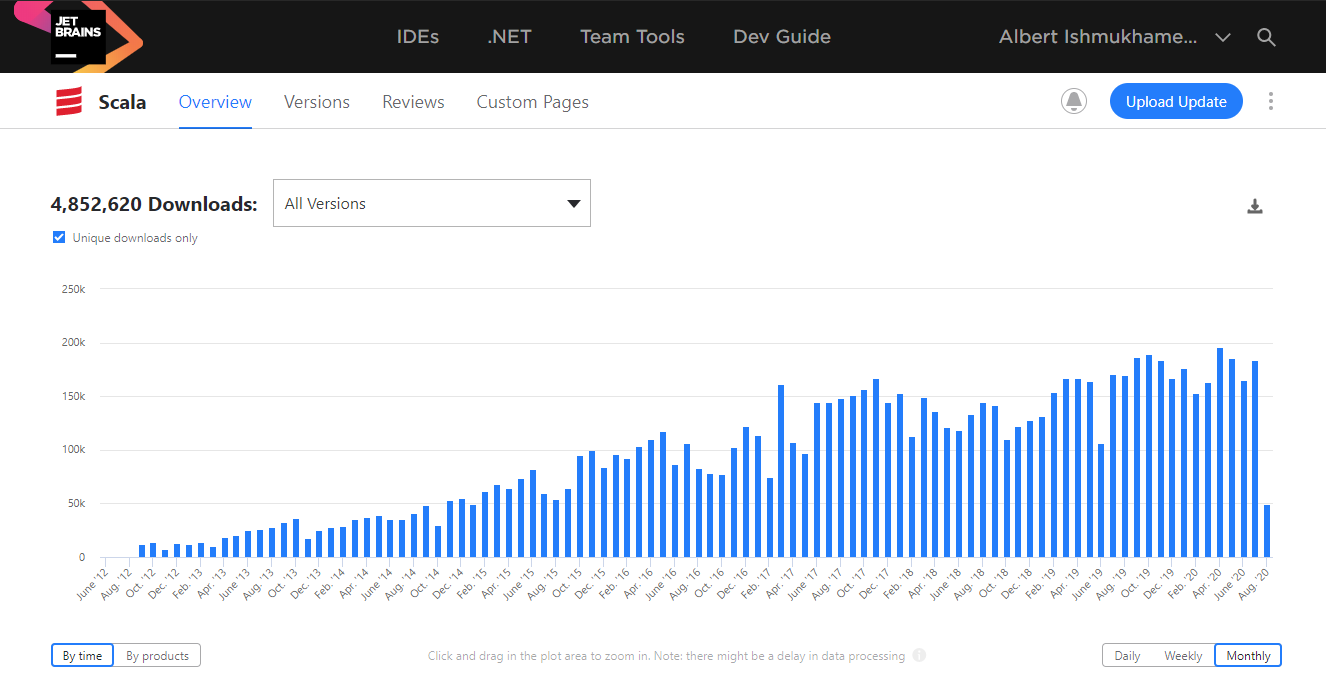 JET
BRAINS
IDEs .NET Team Tools Dev Guide Albert Ishmukhame...
Scala Overview Versions Reviews Custom Pages Upload Update
4,852,620 Downloads: All Versions
Unique downloads only
250k
200k
150k
100k
50k
0
June '12 Aug. '12 Oct. '12 Dec. '12 Feb. '13 Apr. '13 June '13 Aug. '13 Oct. '13 Dec. '13 Feb. '14 Apr. '14 June '14 Aug. '14 Oct. '14 Dec. '14 Feb. '15 Apr. '15 June '15 Aug. '15 Oct. '15 Dec. '15 Feb. '16 Apr. '16 June '16 Aug. '16 Oct. '16 Dec. '16 Feb. '17 Apr. '17 June '17 Aug. '17 Oct. '17 Dec. '17 Feb. '18 Apr. '18 June '18 Aug. '18 Oct. '18 Dec. '18 Feb. '19 Apr. '19 June '19 Aug. '19 Oct. '19 Dec. '19 Feb. '20 Apr. '20 June '20 Aug. '20
By time By products Click and drag in the plot area to zoom in. Note: there might be a delay in data processing Daily Weekly Monthly